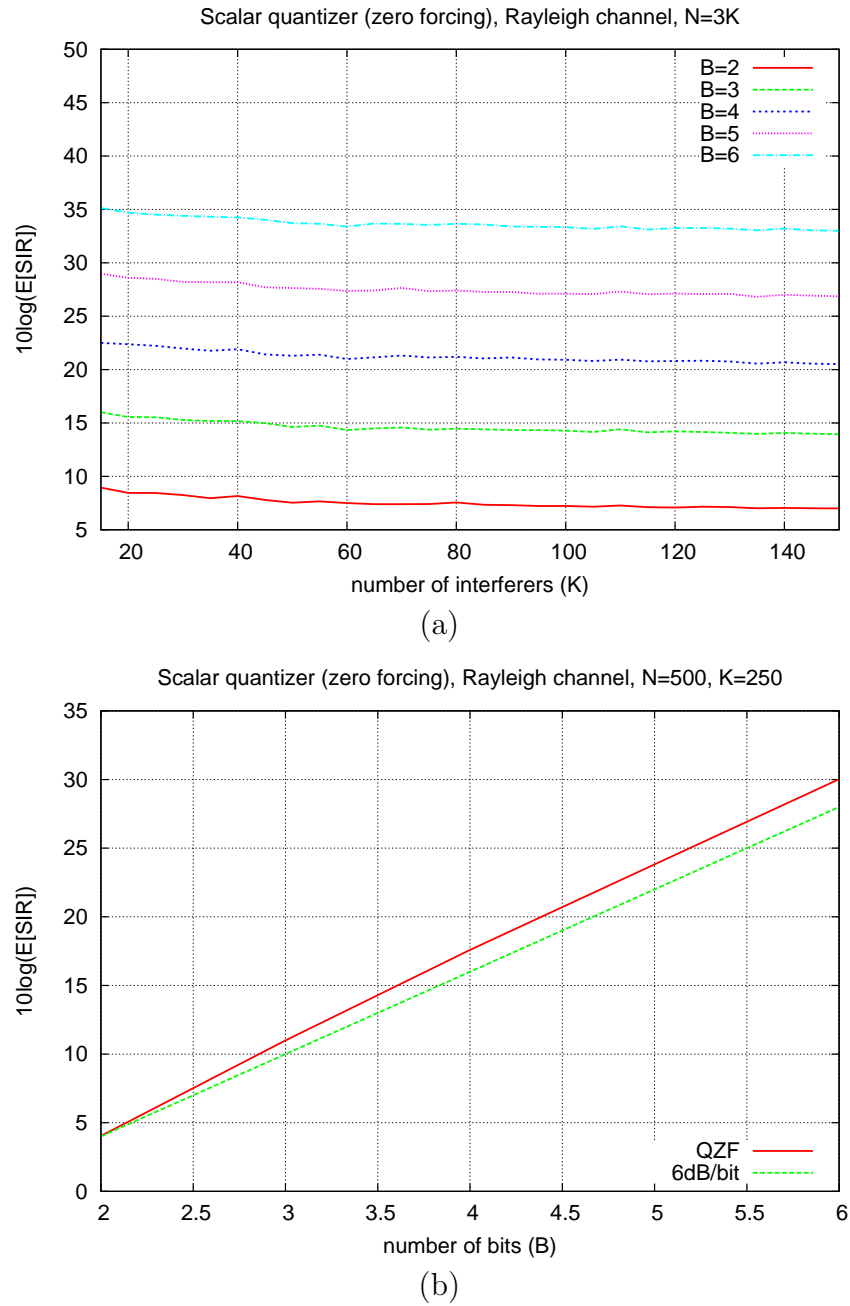 Scalar quantizer (zero forcing), Rayleigh channel, N=3K
50
45
40
35
30
25
20
15
10
5
10log(E[SIR])
B=2
B=3
B=4
B=5
B=6
20 40 60 80 100 120 140
number of interferers (K)
(a)
Scalar quantizer (zero forcing), Rayleigh channel, N=500, K=250
35
30
25
20
15
10
5
0
10log(E[SIR])
QZF
6dB/bit
2 2.5 3 3.5 4 4.5 5 5.5 6
number of bits (B)
(b)